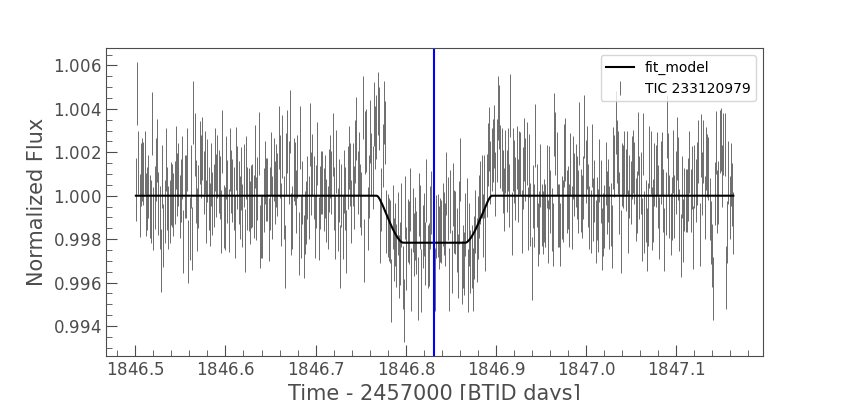 fit_model
TIC 233120979
1.006
1.004
1.002
1.000
0.998
0.996
0.994
Normalized Flux
1846.5 1846.6 1846.7 1846.8 1846.9 1847.0 1847.1
Time - 2457000 [BTJD days]